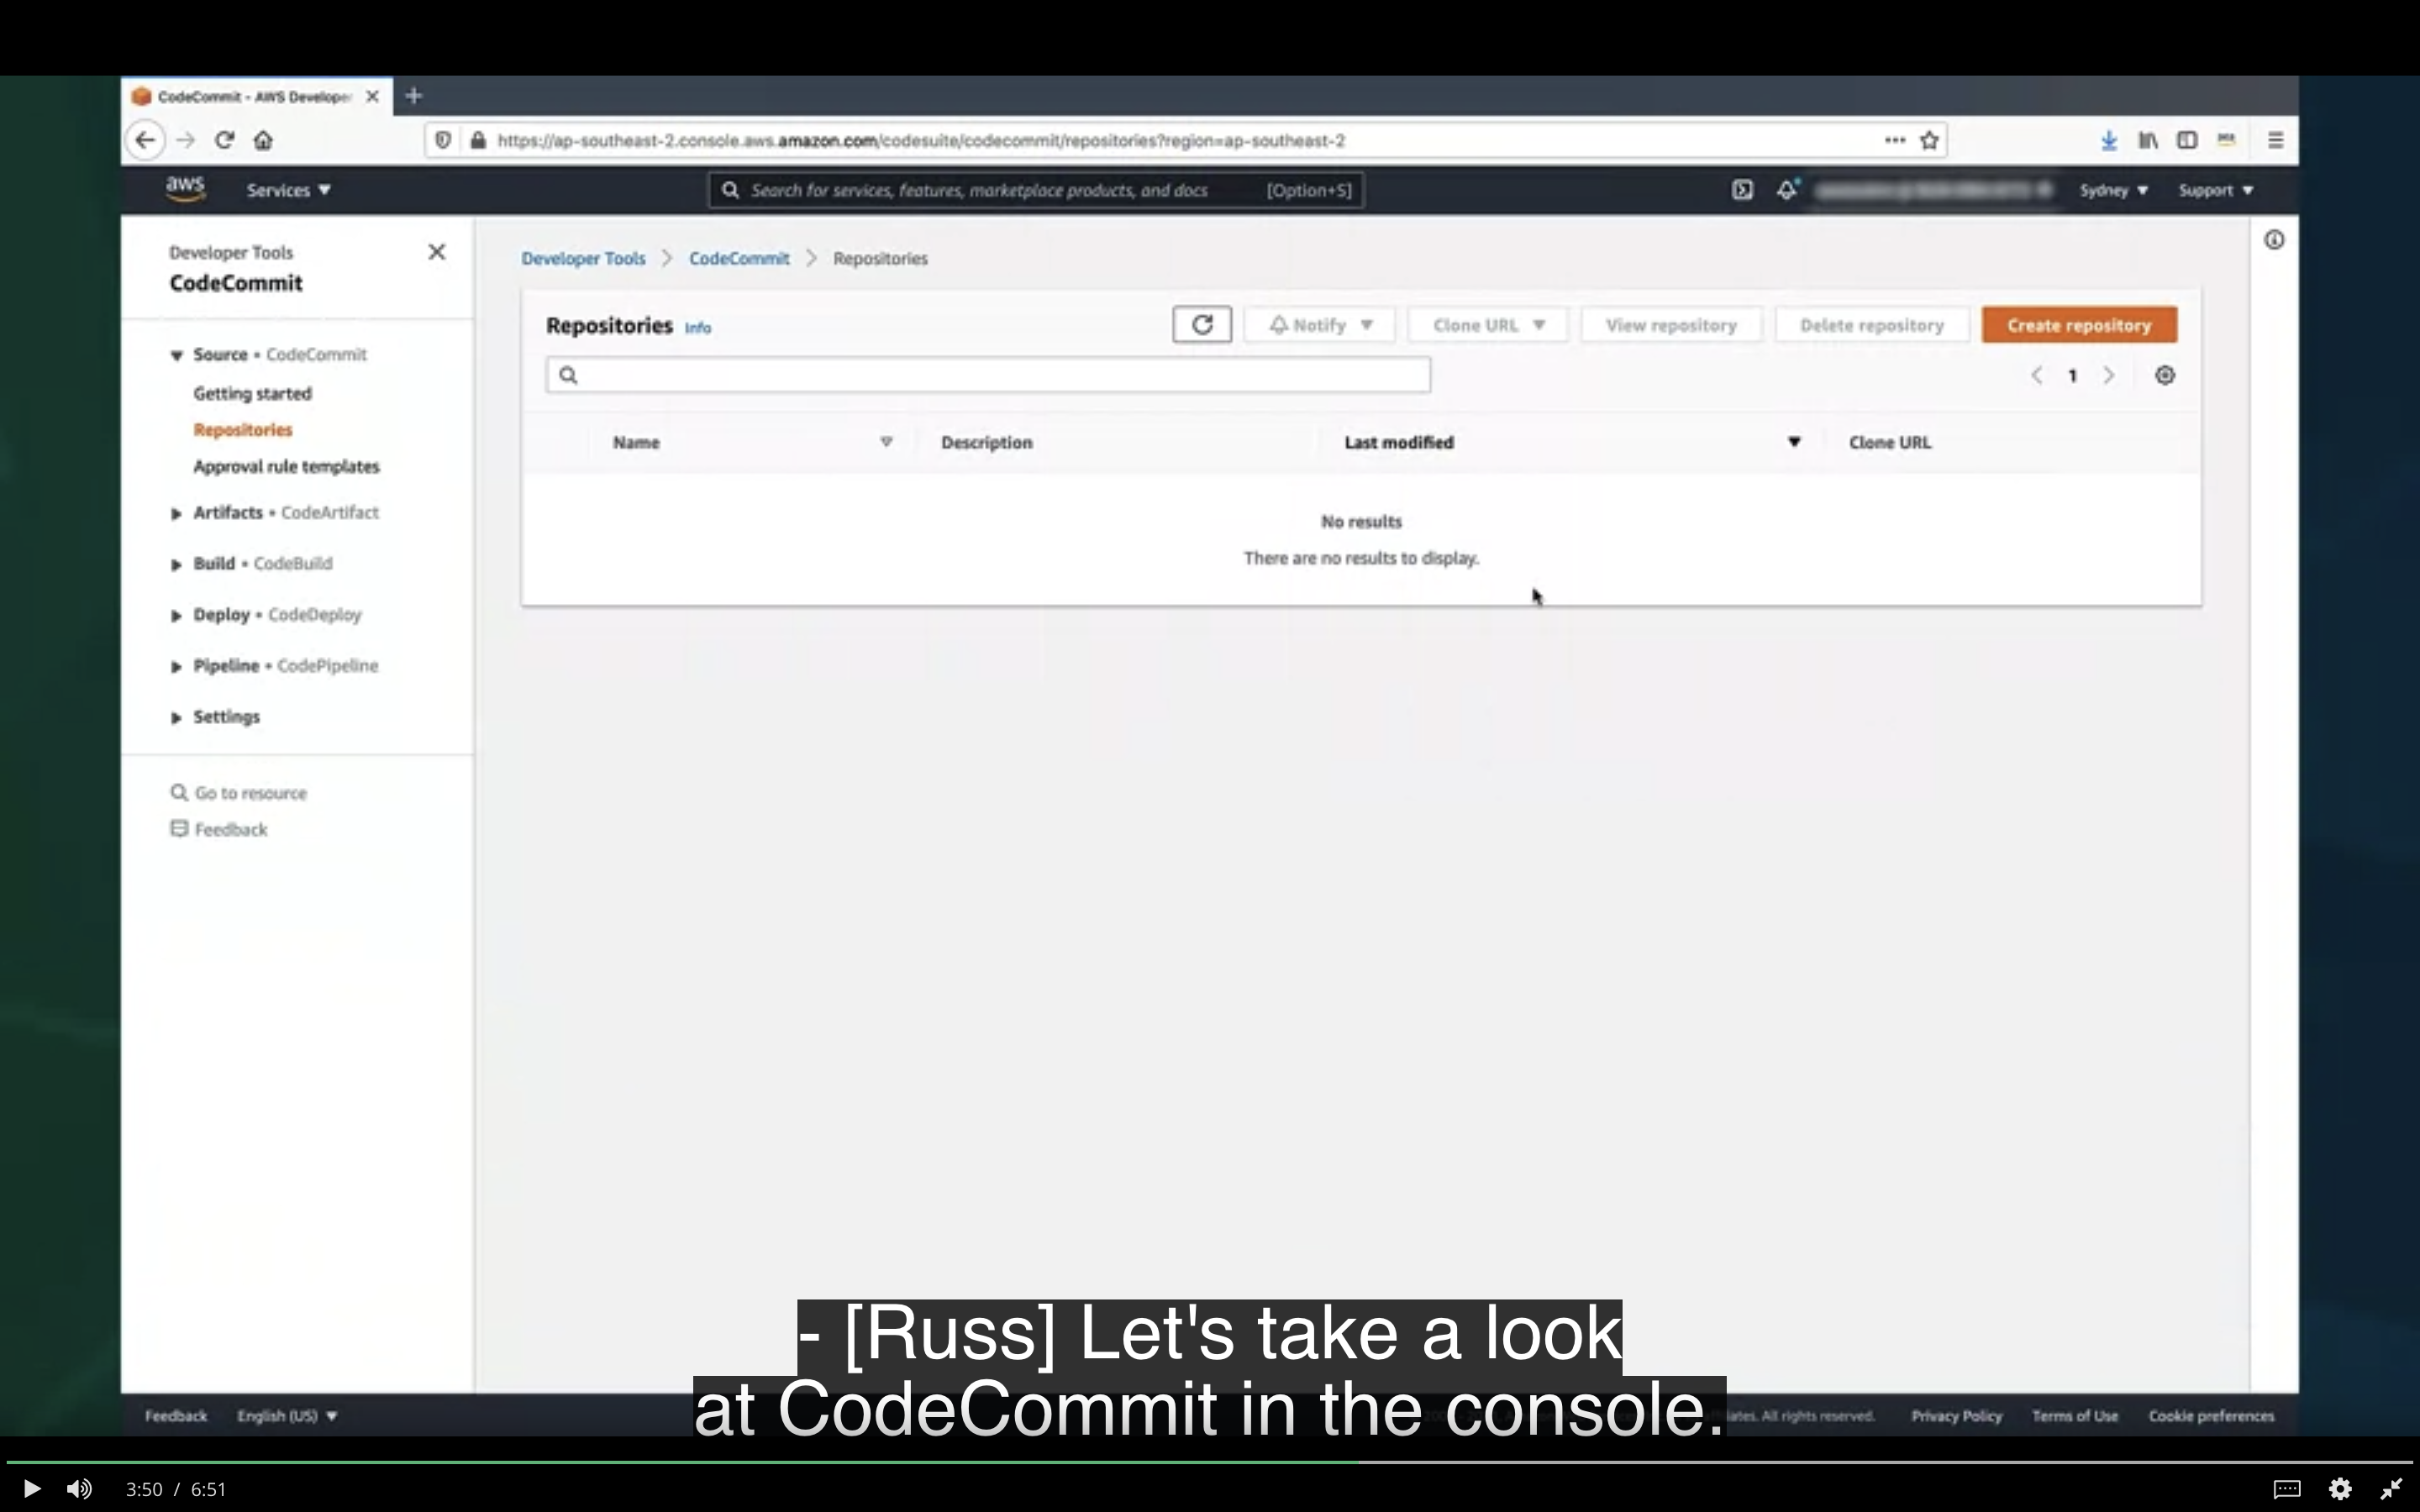 CodeCommit - AWS Develope
https://ap-southeast-2.console.aws.amazon.com/codesuite/codecommit/repositories?region=ap-southeast-2
aws Services Search for services, features, marketplace products, and docs [Option+S] Sydney Support
Developer Tools
CodeCommit
Source • CodeCommit
Getting started
Repositories
Approval rule templates
Artifacts • CodeArtifact
Build • CodeBuild
Deploy • CodeDeploy
Pipeline • CodePipeline
Settings
Go to resource
Feedback
Developer Tools > CodeCommit > Repositories
Repositories Info Notify Clone URL View repository Delete repository Create repository
1
Name Description Last modified Clone URL
No results
There are no results to display.
- [Russ] Let's take a look
at CodeCommit in the console.
Feedback English (US) All rights reserved. Privacy Policy Terms of Use Cookie preferences
3:50 / 6:51